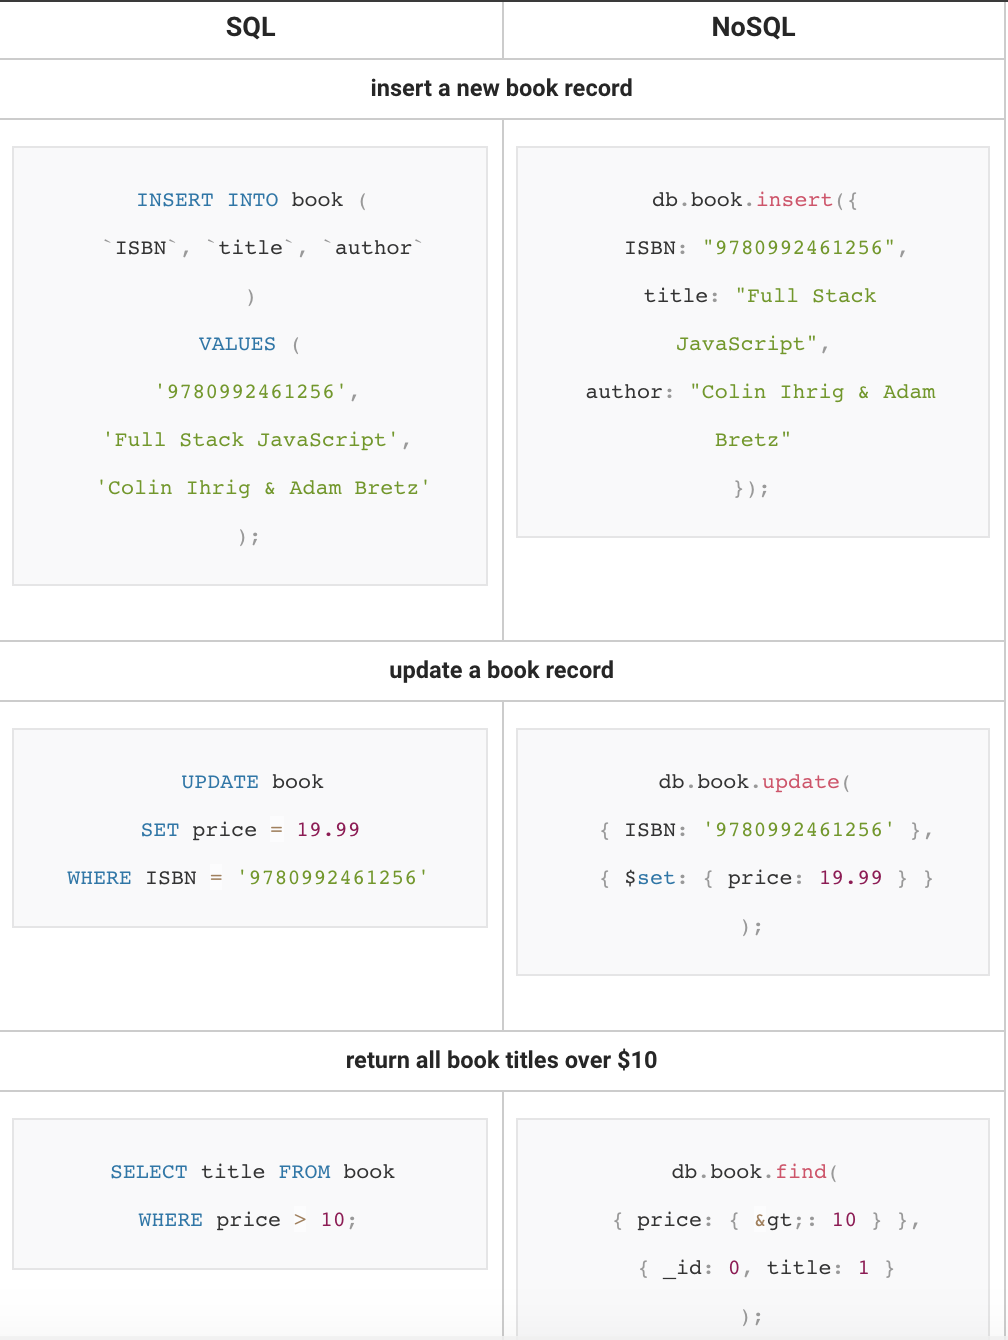 SQL
NoSQL
insert a new book record
INSERT INTO book (
`ISBN`, `title`, `author`
)
VALUES (
'9780992461256',
'Full Stack JavaScript',
'Colin Ihrig & Adam Bretz'
);
db.book.insert({
ISBN: "9780992461256",
title: "Full Stack
JavaScript",
author: "Colin Ihrig & Adam
Bretz"
});
update a book record
UPDATE book
SET price = 19.99
WHERE ISBN = '9780992461256'
db.book.update(
{ ISBN: '9780992461256' },
{ $set: { price: 19.99 } }
);
return all book titles over $10
SELECT title FROM book
WHERE price > 10;
db.book.find(
{ price: { &gt;: 10 } },
{ _id: 0, title: 1 }
);